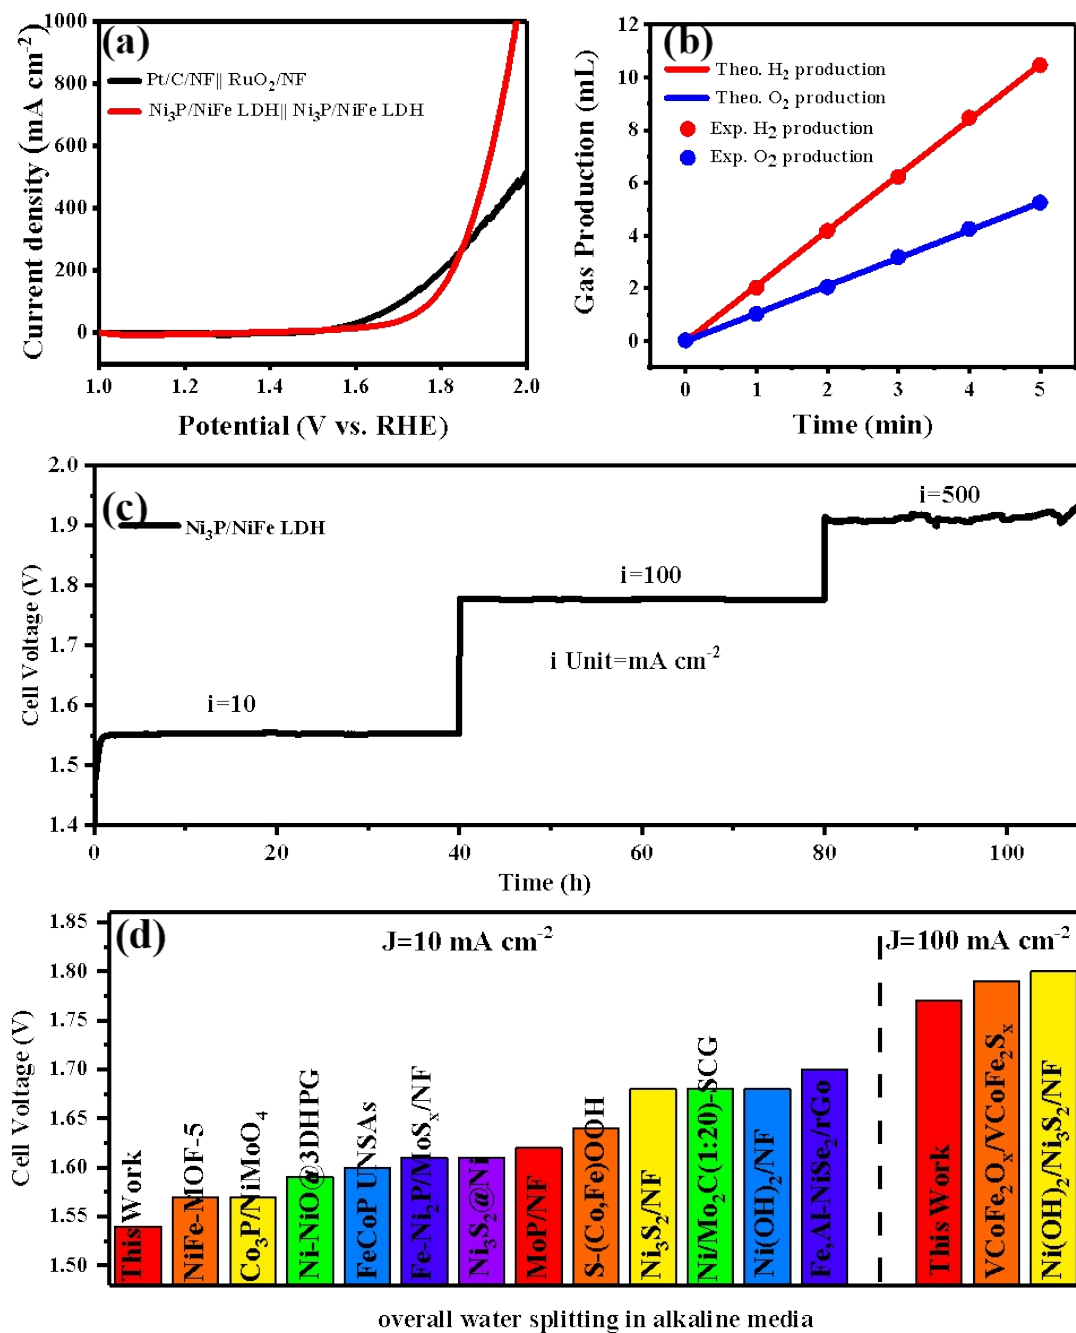 (a)
1000
800
600
400
200
0
Current density (mA cm⁻²)
Pt/C/NF|| RuO₂/NF
Ni₃P/NiFe LDH|| Ni₃P/NiFe LDH
1.0 1.2 1.4 1.6 1.8 2.0
Potential (V vs. RHE)
(b)
12
10
8
6
4
2
0
Gas Production (mL)
Theo. H₂ production
Theo. O₂ production
Exp. H₂ production
Exp. O₂ production
0 1 2 3 4 5
Time (min)
(c)
2.0
1.9
1.8
1.7
1.6
1.5
1.4
Cell Voltage (V)
Ni₃P/NiFe LDH
i=10
i=100
i=500
i Unit=mA cm⁻²
0 20 40 60 80 100
Time (h)
(d)
1.85
1.80
1.75
1.70
1.65
1.60
1.55
1.50
Cell Voltage (V)
J=10 mA cm⁻²
J=100 mA cm⁻²
This Work
NiFe-MOF-5
Co₃P/NiMoO₄
Ni-NiO@3DHPG
FeCoP UNSAs
Fe-Ni₂P/MoSₓ/NF
Ni₃S₂@Ni
MoP/NF
S-(Co,Fe)OOH
Ni₃S₂/NF
Ni/Mo₂C(1:20)-SCG
Ni(OH)₂/NF
Fe,Al-NiSe₂/rGo
This Work
VCoFe₂Oₓ/VCoFe₂Sₓ
Ni(OH)₂/Ni₃S₂/NF
overall water splitting in alkaline media